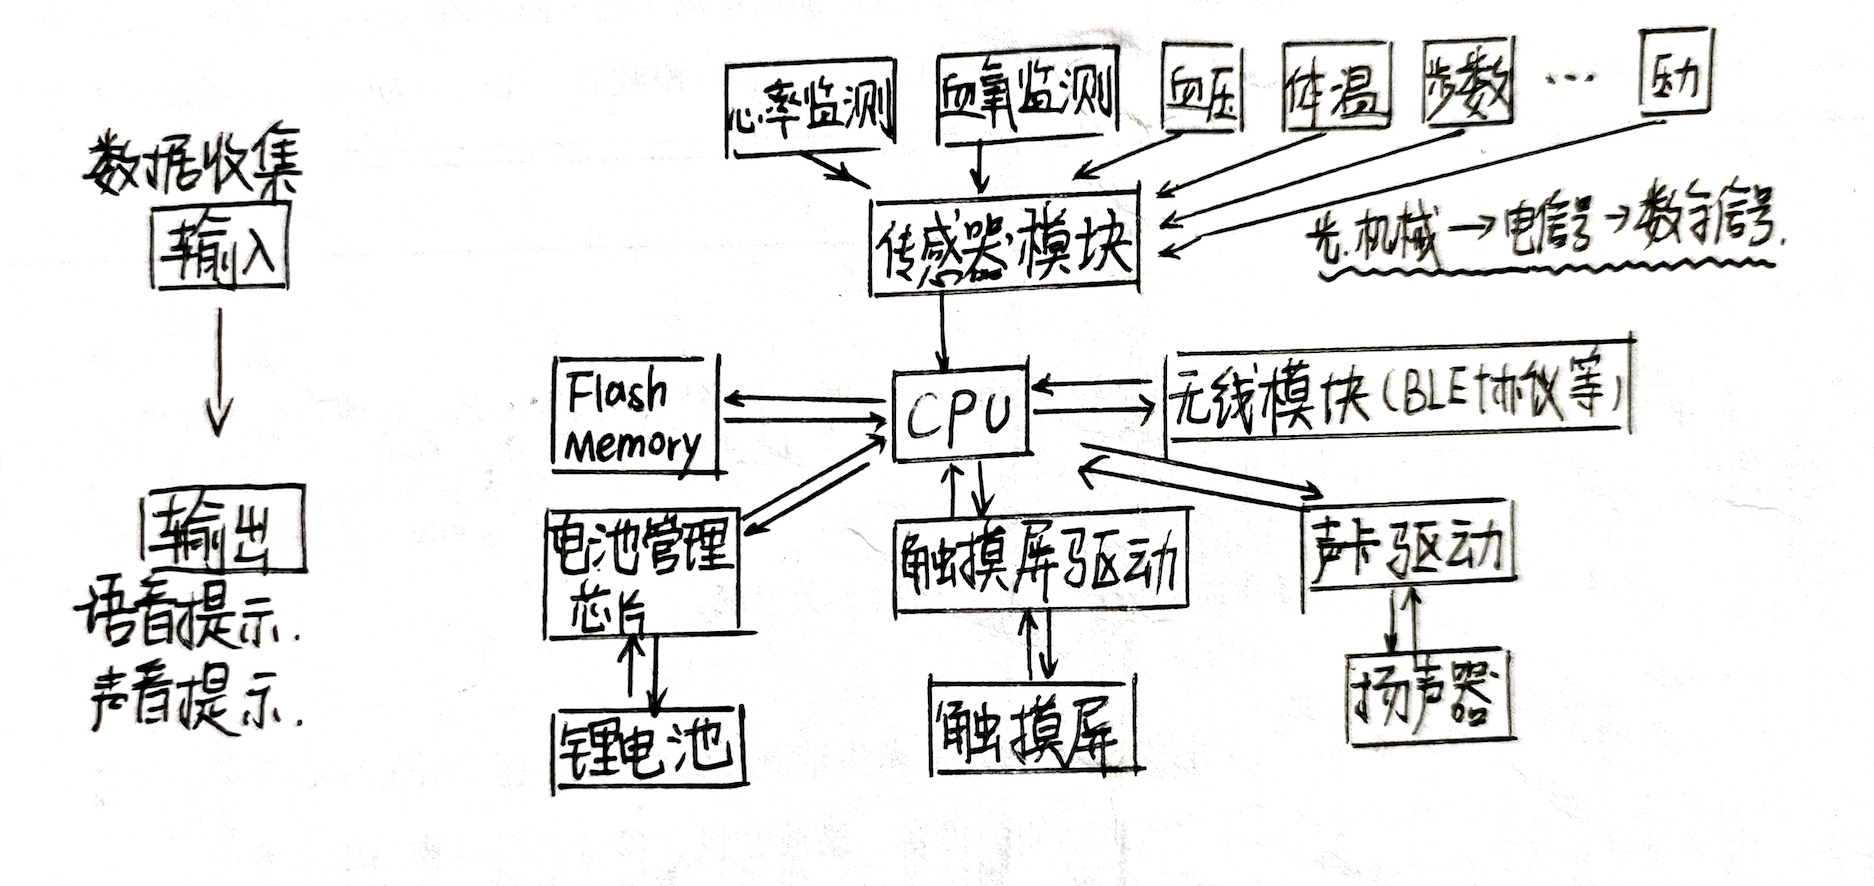 心率监测
血氧监测
血压
体温
步数
...
压力
数据收集
输入
传感器模块
光.机械→电信号→数字信号.
Flash
Memory
CPU
无线模块(BLE协议等)
输出
语音提示.
声音提示.
电池管理
芯片
触摸屏驱动
声卡驱动
锂电池
触摸屏
扬声器